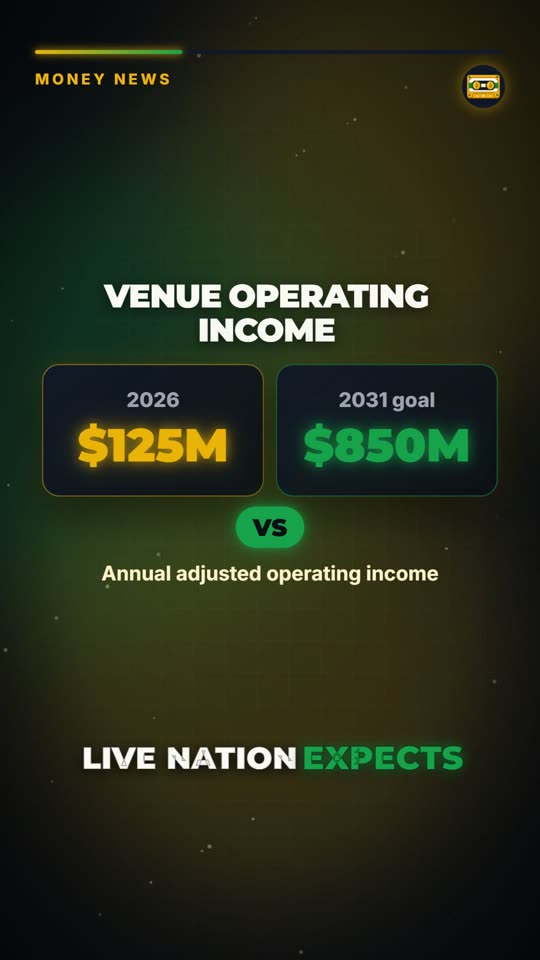 MONEY NEWS
VENUE OPERATING
INCOME
2026
$125M
2031 goal
$850M
VS
Annual adjusted operating income
LIVE NATION EXPECTS